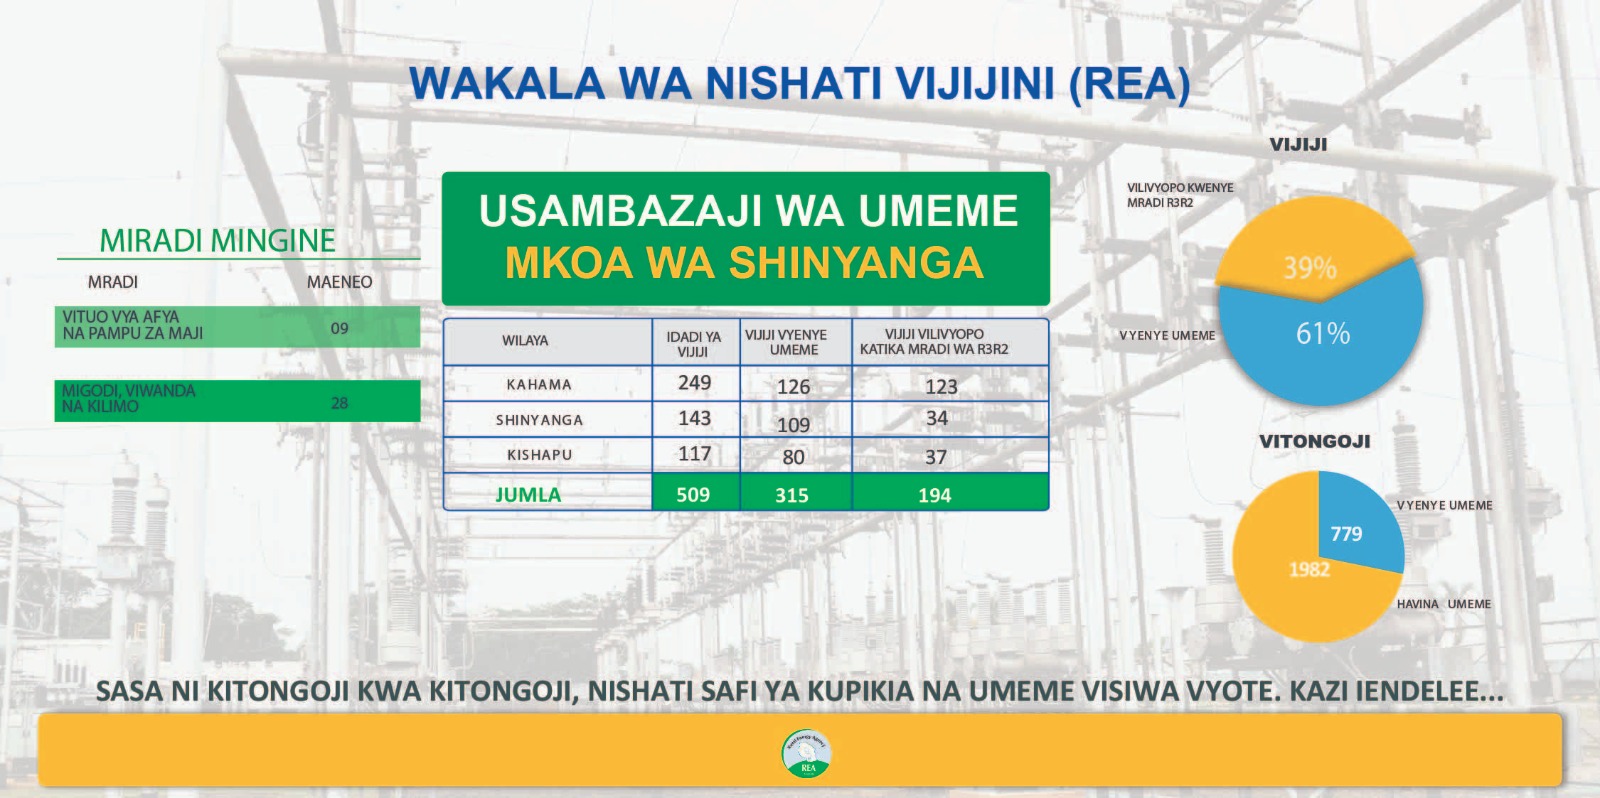 WAKALA WA NISHATI VIJIJINI (REA)
MIRADI MINGINE
MRADI MAENEO
VITUO VYA AFYA
NA PAMPU ZA MAJI 09
MIGODI, VIWANDA
NA KILIMO 28
USAMBAZAJI WA UMEME
MKOA WA SHINYANGA
WILAYA IDADI YA VIJIJI VIJIJI VYENYE UMEME VIJIJI VILIVYOPO KATIKA MRADI WA R3R2
KAHAMA 249 126 123
SHINYANGA 143 109 34
KISHAPU 117 80 37
JUMLA 509 315 194
VIJIJI
VILIVYOPO KWENYE
MRADI R3R2
39%
VYENYE UMEME
61%
VITONGOJI
VYENYE UMEME
779
1982
HAVINA UMEME
SASA NI KITONGOJI KWA KITONGOJI, NISHATI SAFI YA KUPIKIA NA UMEME VISIWA VYOTE. KAZI IENDELEE...
Rural Energy Agency
REA